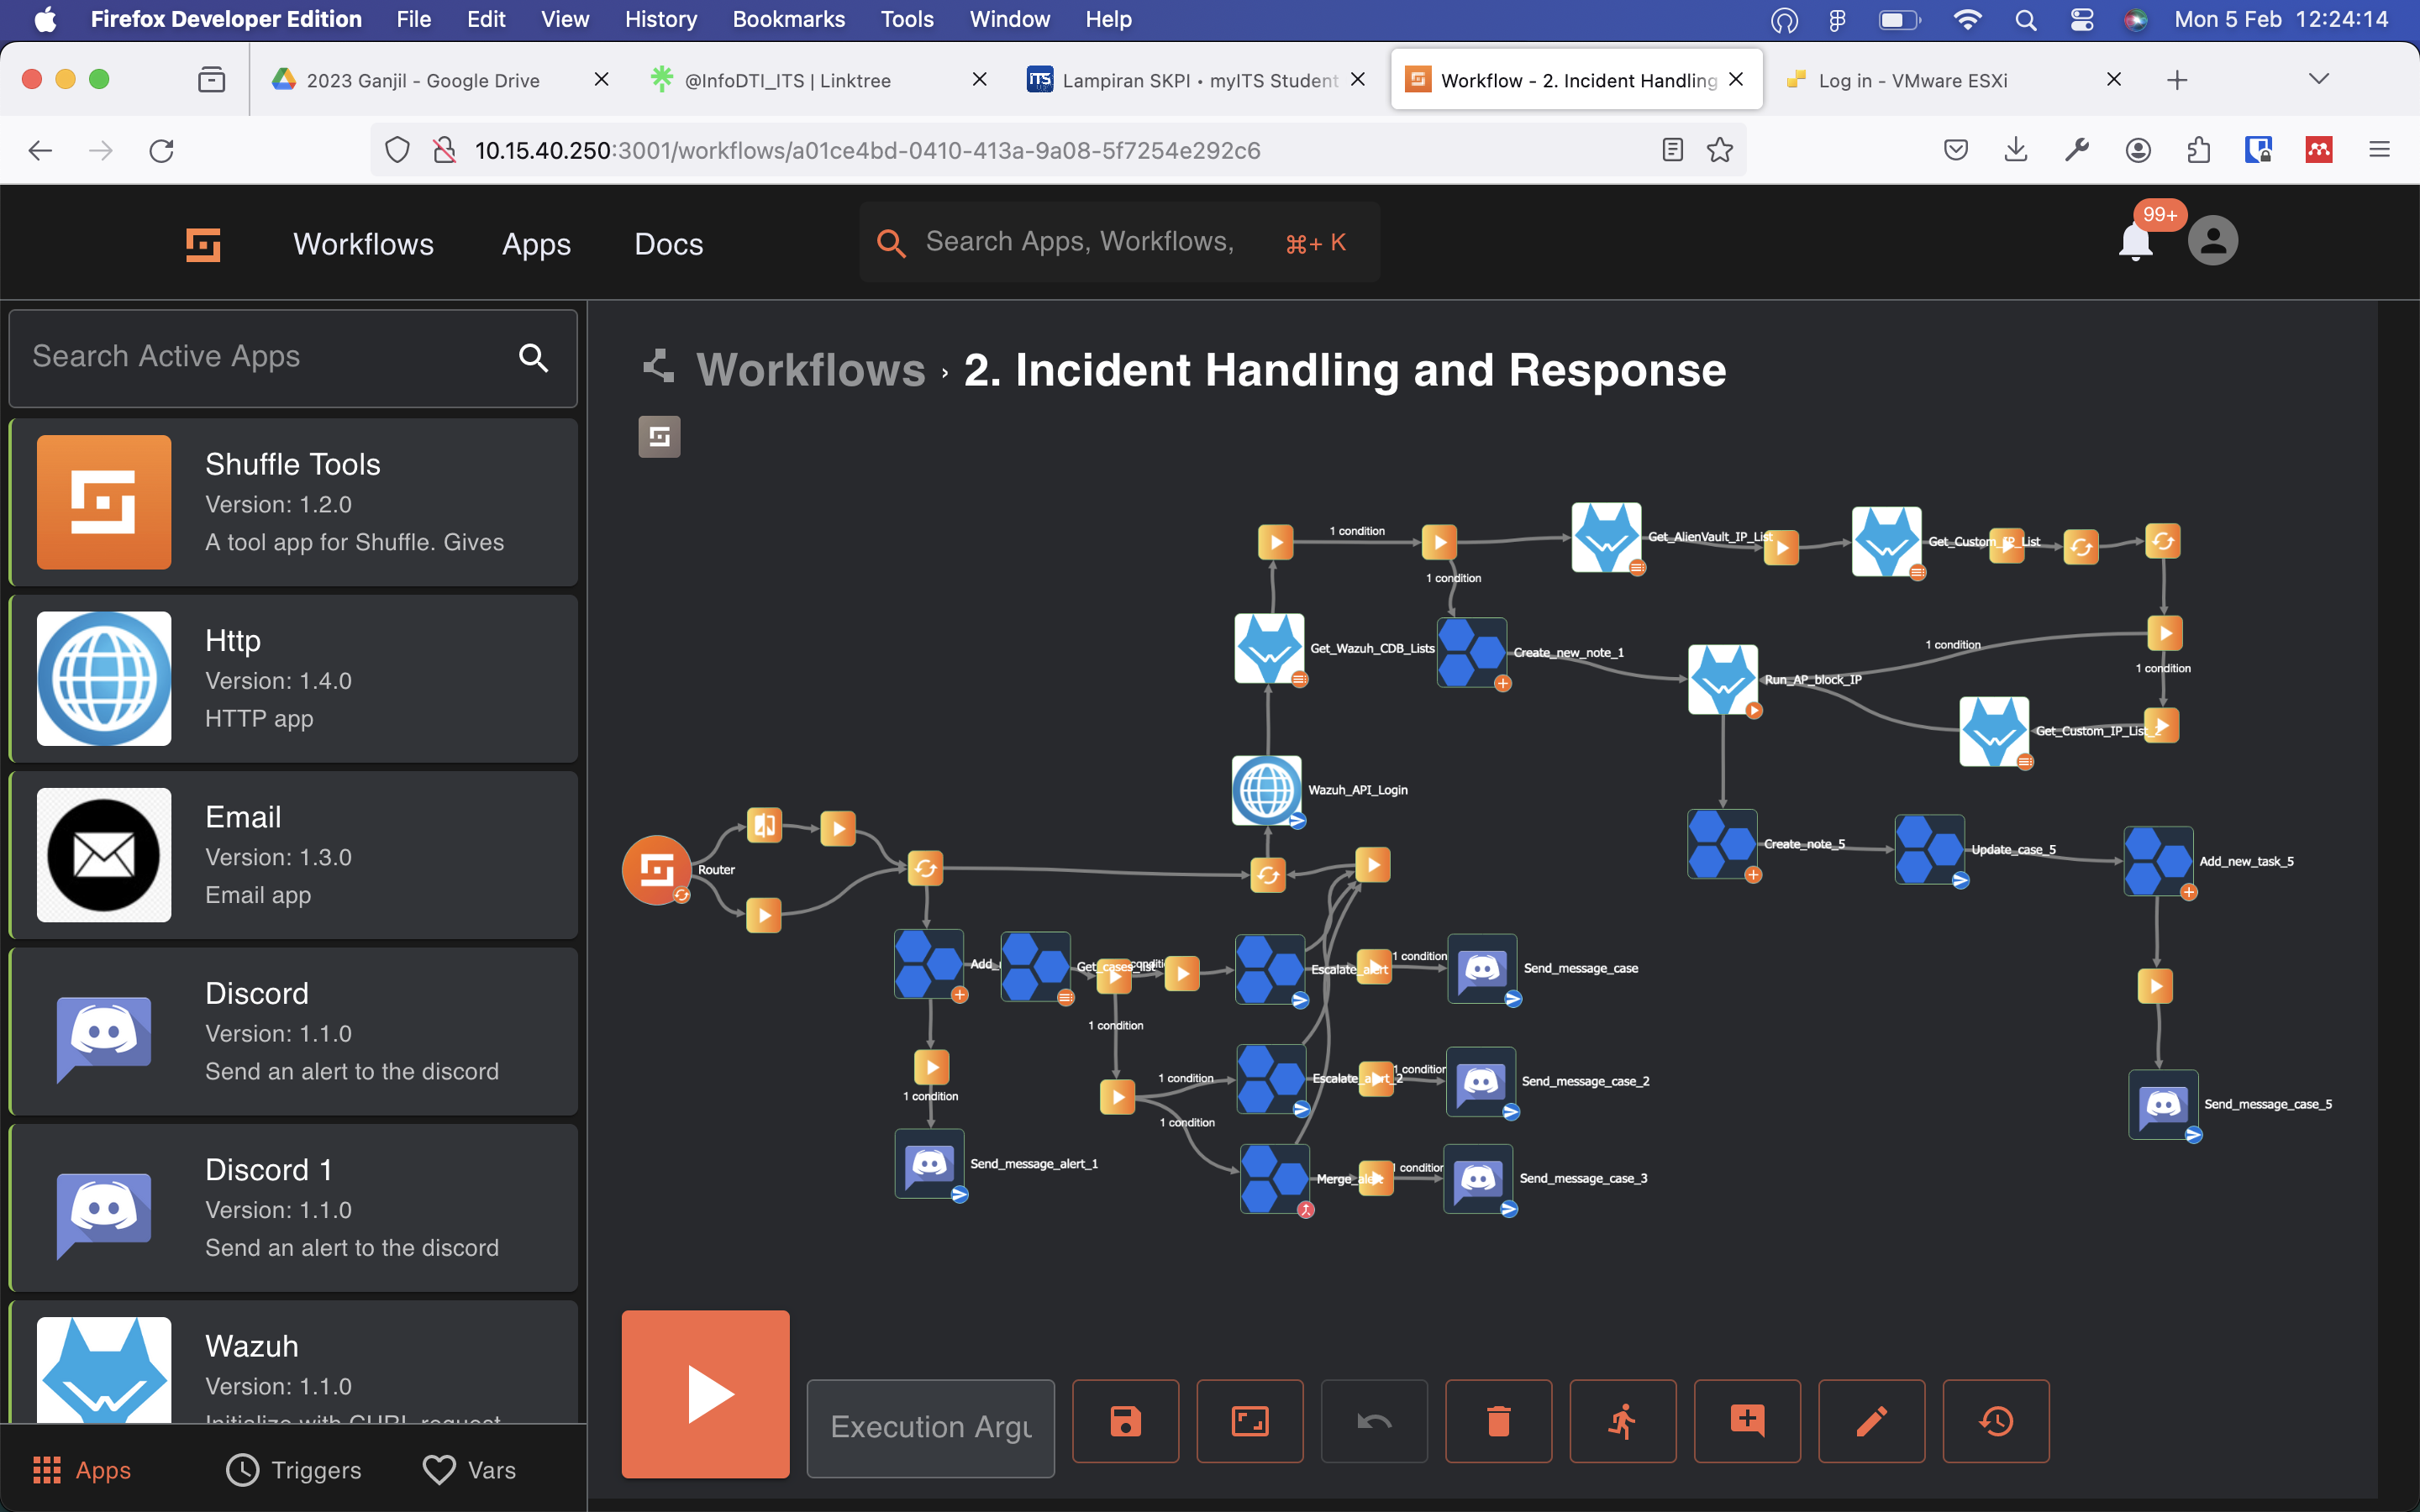 Firefox Developer Edition File Edit View History Bookmarks Tools Window Help Mon 5 Feb 12:24:14
2023 Ganjil - Google Drive @InfoDTI_ITS | Linktree Lampiran SKPI • myITS Student Workflow - 2. Incident Handling Log in - VMware ESXi
10.15.40.250:3001/workflows/a01ce4bd-0410-413a-9a08-5f7254e292c6
Workflows Apps Docs Search Apps, Workflows, ⌘+ K 99+
Search Active Apps
Shuffle Tools
Version: 1.2.0
A tool app for Shuffle. Gives
Http
Version: 1.4.0
HTTP app
Email
Version: 1.3.0
Email app
Discord
Version: 1.1.0
Send an alert to the discord
Discord 1
Version: 1.1.0
Send an alert to the discord
Wazuh
Version: 1.1.0
Initialize with CURL request
Apps Triggers Vars
Workflows › 2. Incident Handling and Response
1 condition
Get_AlienVault_IP_List
Get_Custom_IP_List
1 condition
Get_Wazuh_CDB_Lists
Create_new_note_1
1 condition
1 condition
Run_AP_block_IP
Get_Custom_IP_List_2
Wazuh_API_Login
Router
Create_note_5
Update_case_5
Add_new_task_5
Get_cases_list
Escalate_alert
1 condition
Send_message_case
1 condition
1 condition
Escalate_alert_2
1 condition
Send_message_case_2
1 condition
1 condition
Send_message_alert_1
Merge_alert
1 condition
Send_message_case_3
Send_message_case_5
Execution Argu